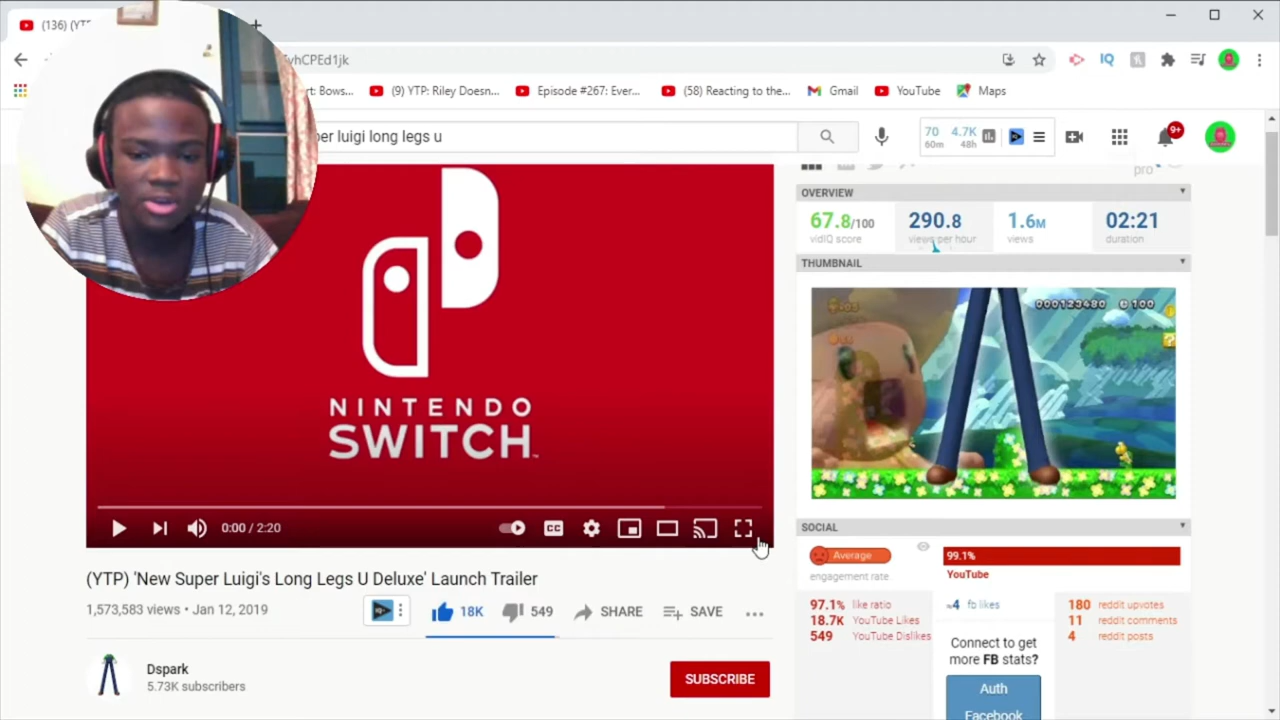 (136) (YT
yhCPEd1jk
rt: Bows...
(9) YTP: Riley Doesn...
Episode #267: Ever...
(58) Reacting to the...
Gmail
YouTube
Maps
per luigi long legs u
70
60m
4.7K
48h
9+
pro
OVERVIEW
67.8/100
vidIQ score
290.8
views per hour
1.6M
views
02:21
duration
THUMBNAIL
000123480
100
NINTENDO
SWITCH
TM
CC
0:00 / 2:20
SOCIAL
Average
engagement rate
99.1%
YouTube
97.1% like ratio
18.7K YouTube Likes
549 YouTube Dislikes
≈4 fb likes
Connect to get
more FB stats?
Auth
Facebook
180 reddit upvotes
11 reddit comments
4 reddit posts
(YTP) 'New Super Luigi's Long Legs U Deluxe' Launch Trailer
1,573,583 views • Jan 12, 2019
18K
549
SHARE
SAVE
Dspark
5.73K subscribers
SUBSCRIBE